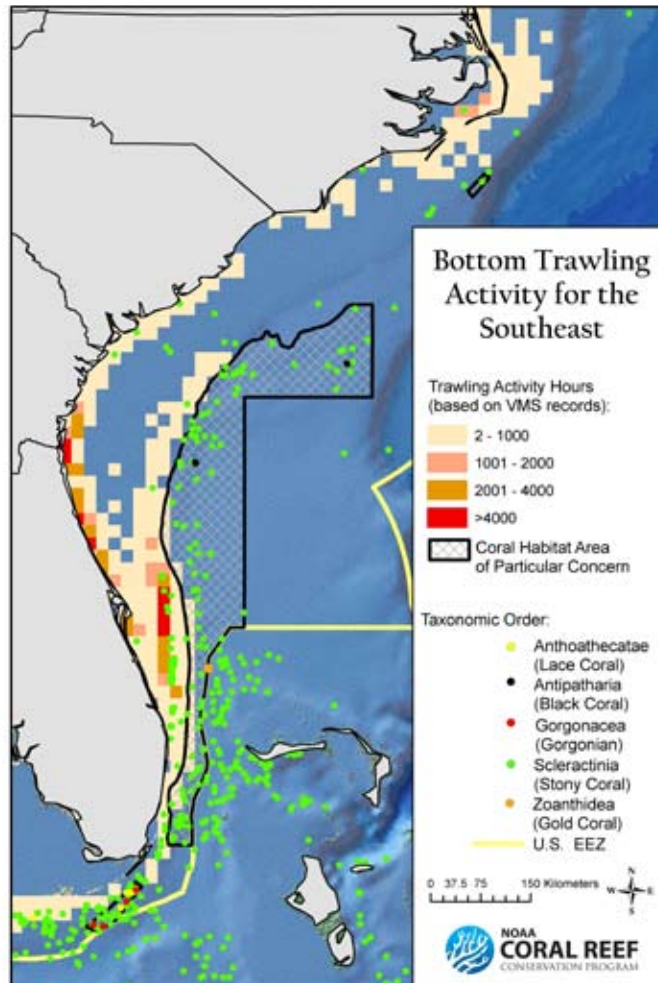 Bottom Trawling
Activity for the
Southeast
Trawling Activity Hours
(based on VMS records):
2 - 1000
1001 - 2000
2001 - 4000
>4000
Coral Habitat Area
of Particular Concern
Taxonomic Order:
Anthoathecatae
(Lace Coral)
Antipatharia
(Black Coral)
Gorgonacea
(Gorgonian)
Scleractinia
(Stony Coral)
Zoanthidea
(Gold Coral)
U.S. EEZ
0 37.5 75 150 Kilometers
N
W E
S
NOAA
CORAL REEF
CONSERVATION PROGRAM